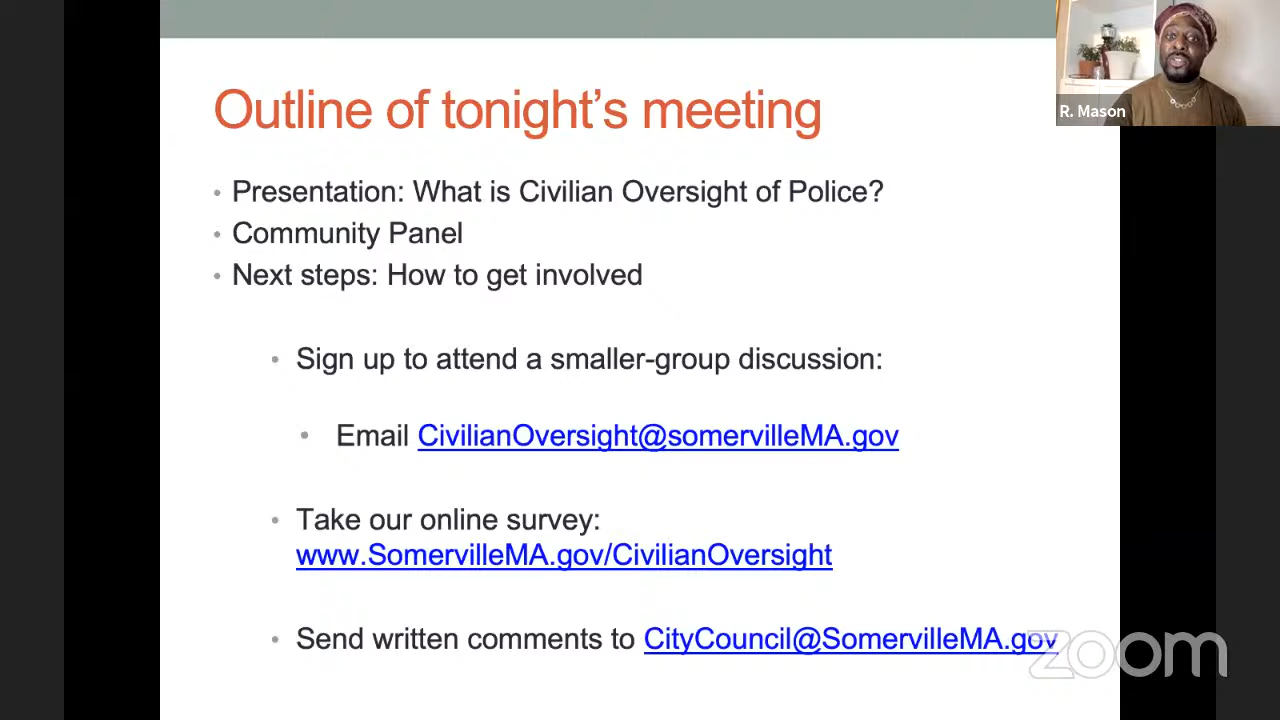 Outline of tonight’s meeting
R. Mason
• Presentation: What is Civilian Oversight of Police?
• Community Panel
• Next steps: How to get involved
• Sign up to attend a smaller-group discussion:
• Email CivilianOversight@somervilleMA.gov
• Take our online survey:
www.SomervilleMA.gov/CivilianOversight
• Send written comments to CityCouncil@SomervilleMA.gov
zoom